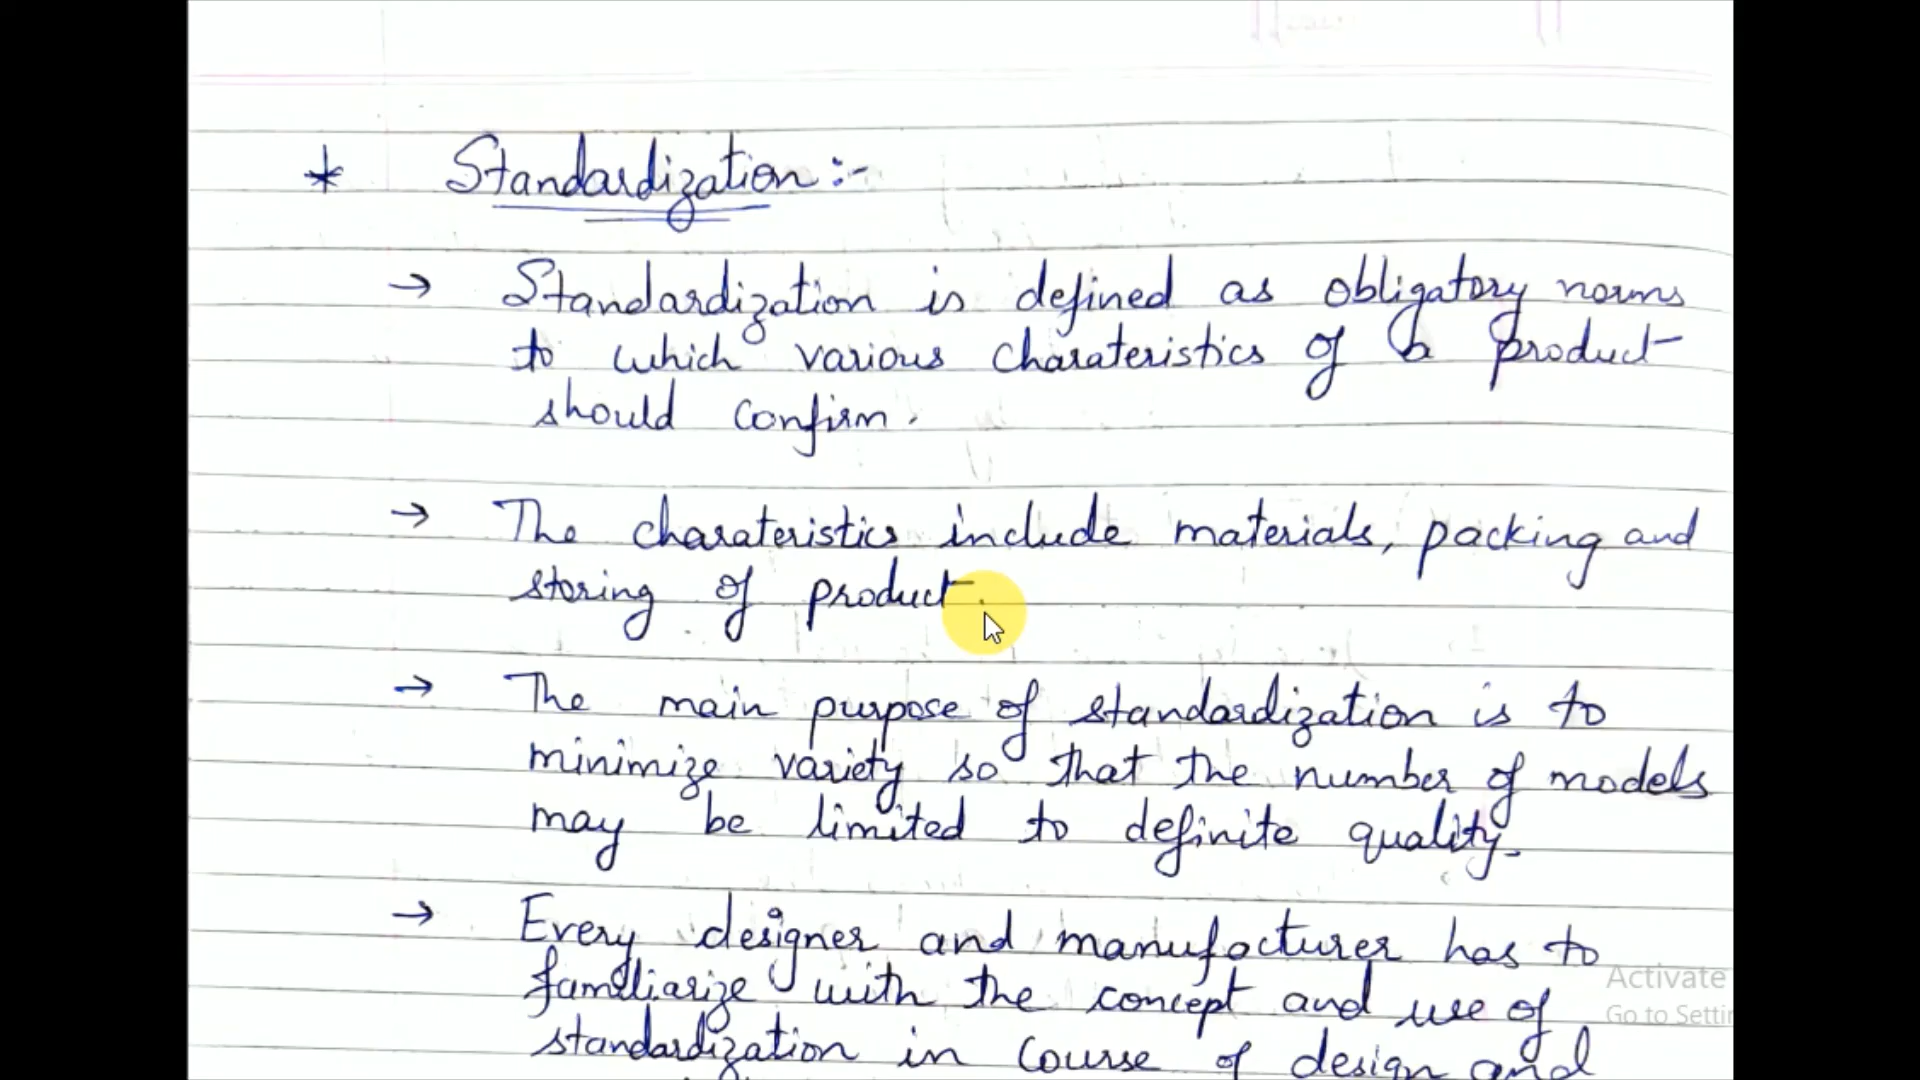 * Standardization :-
→ Standardization is defined as obligatory norms
to which various charateristics of a product
should confirm.
→ The charateristics include materials, packing and
storing of product.
→ The main purpose of standardization is to
minimize variety so that the number of models
may be limited to definite quality.
→ Every designer and manufacturer has to
familiarize with the concept and use of
standardization in course of design and
Activate
Go to Setti